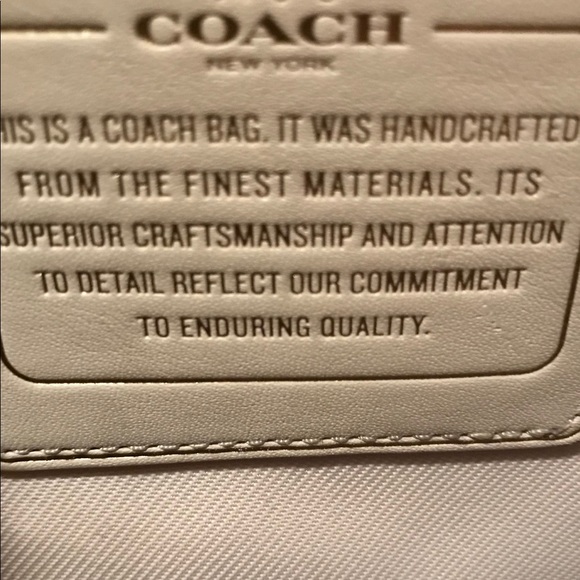 COACH
NEW YORK
HIS IS A COACH BAG. IT WAS HANDCRAFTED
FROM THE FINEST MATERIALS. ITS
SUPERIOR CRAFTSMANSHIP AND ATTENTION
TO DETAIL REFLECT OUR COMMITMENT
TO ENDURING QUALITY.